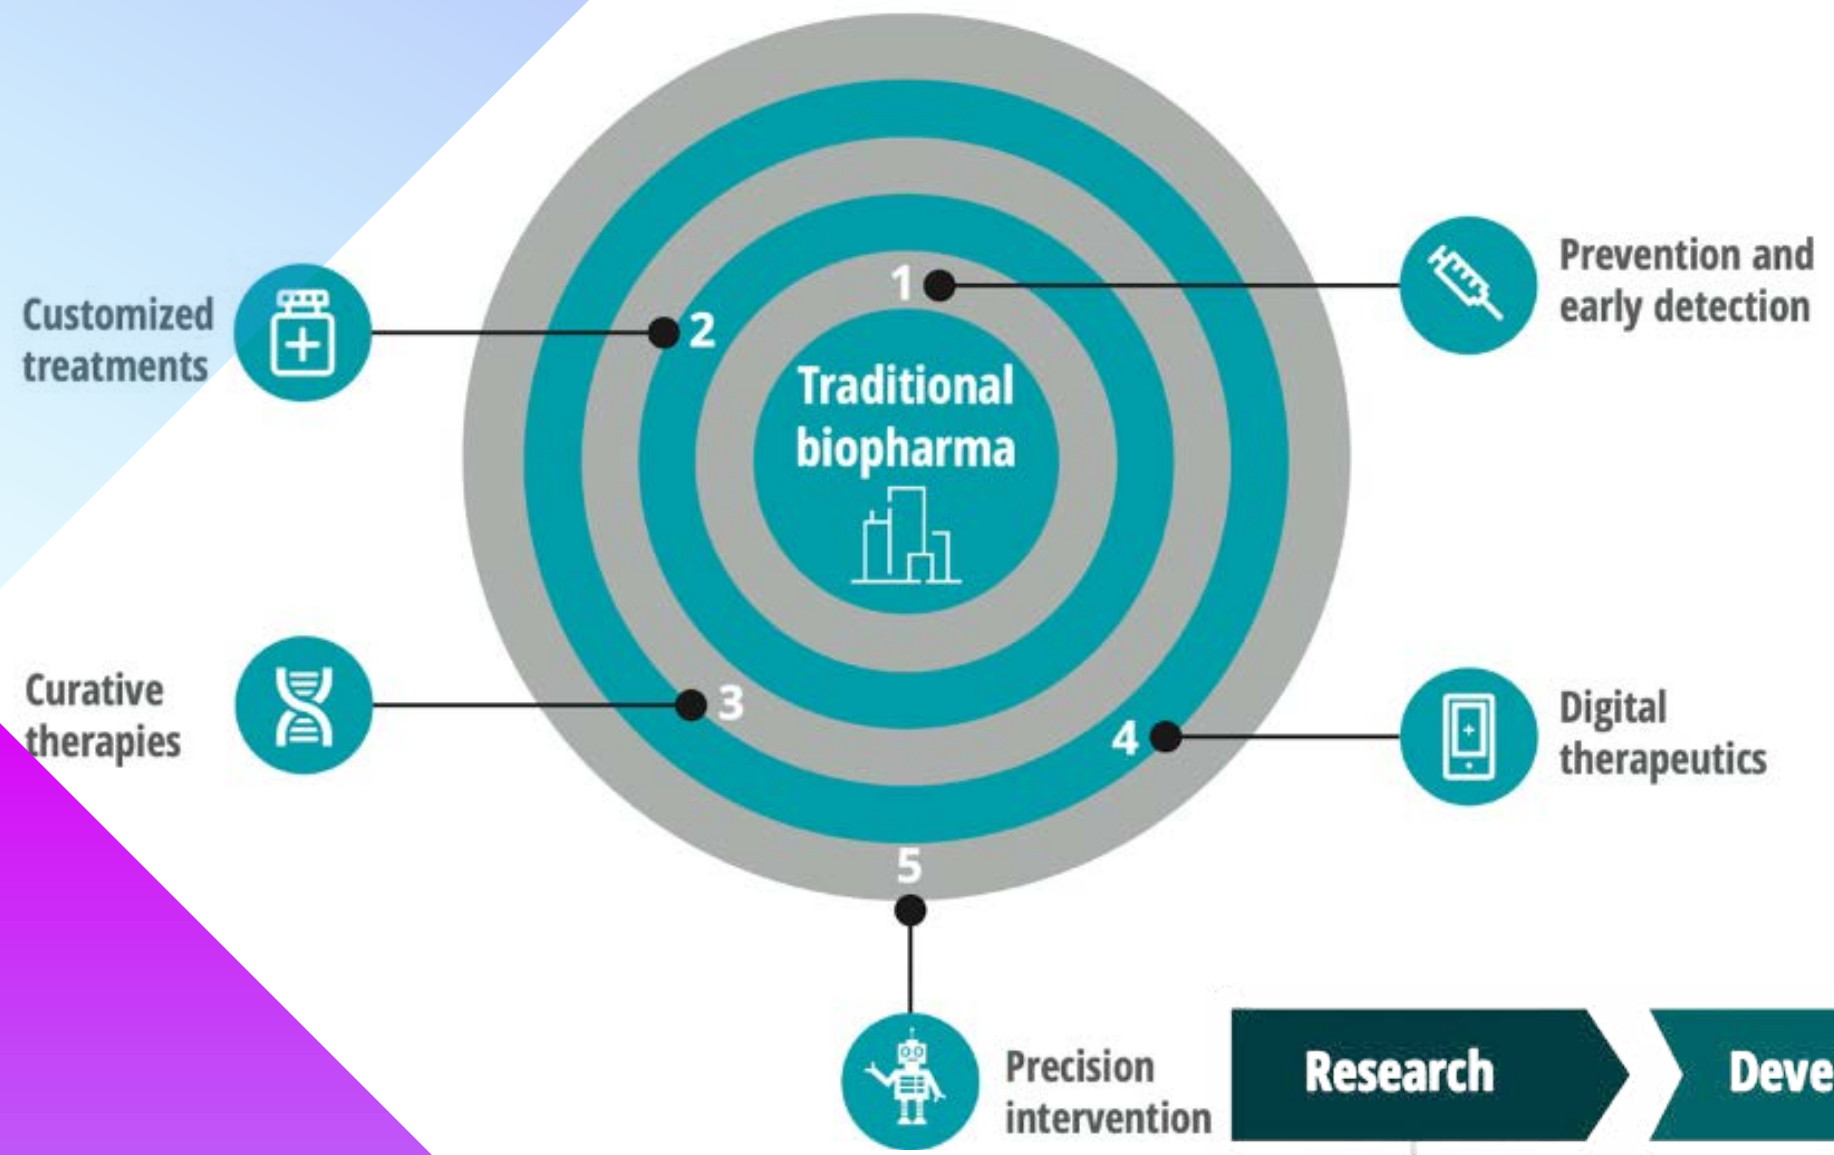 1
Prevention and
early detection
Customized
treatments
2
Traditional
biopharma
Curative
therapies
3
4
Digital
therapeutics
5
Precision
intervention
Research
Deve